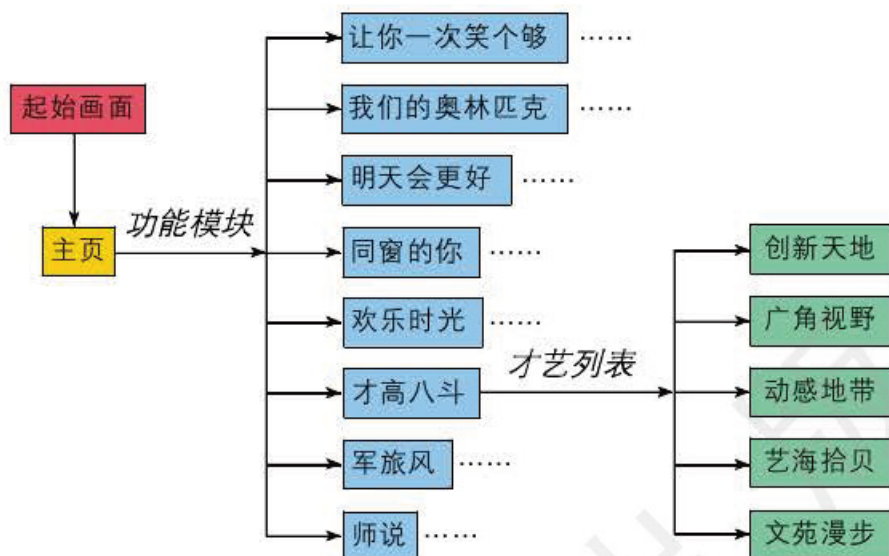 起始画面
主页
功能模块
让你一次笑个够 ……
我们的奥林匹克 ……
明天会更好 ……
同窗的你 ……
欢乐时光 ……
才高八斗
军旅风 ……
师说 ……
才艺列表
创新天地
广角视野
动感地带
艺海拾贝
文苑漫步